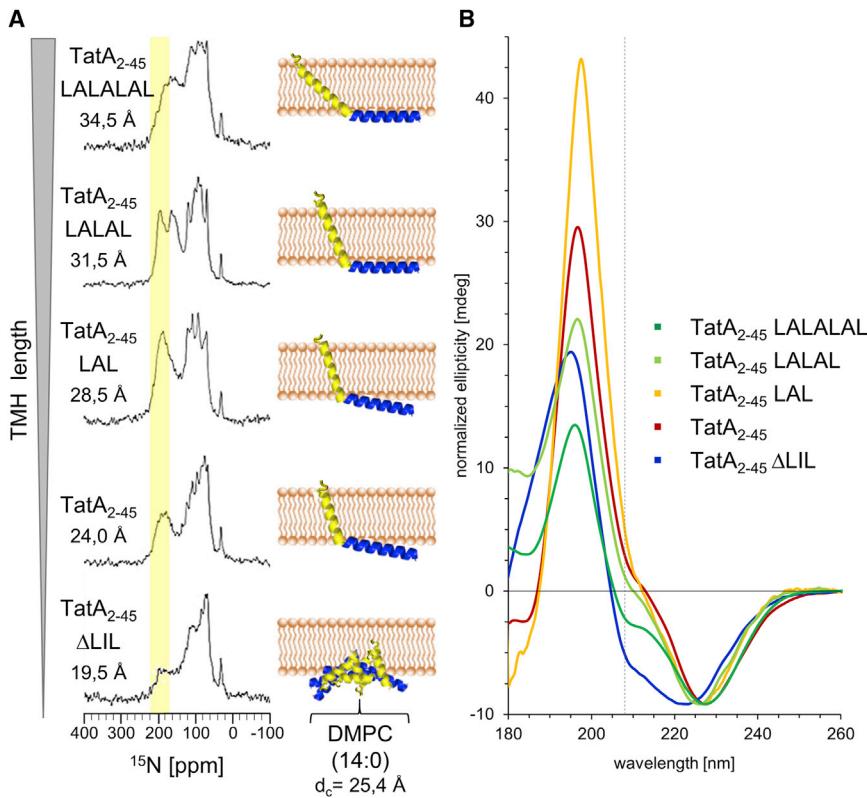 A
TatA2-45
LALALAL
34,5 Å
TatA2-45
LALAL
31,5 Å
TatA2-45
LAL
28,5 Å
TatA2-45
24,0 Å
TatA2-45
ΔLIL
19,5 Å
TMH length
400 300 200 100 0 -100
15N [ppm]
DMPC
(14:0)
dc= 25,4 Å
B
normalized ellipticity [mdeg]
40
30
20
10
0
-10
180 200 220 240 260
wavelength [nm]
TatA2-45 LALALAL
TatA2-45 LALAL
TatA2-45 LAL
TatA2-45
TatA2-45 ΔLIL